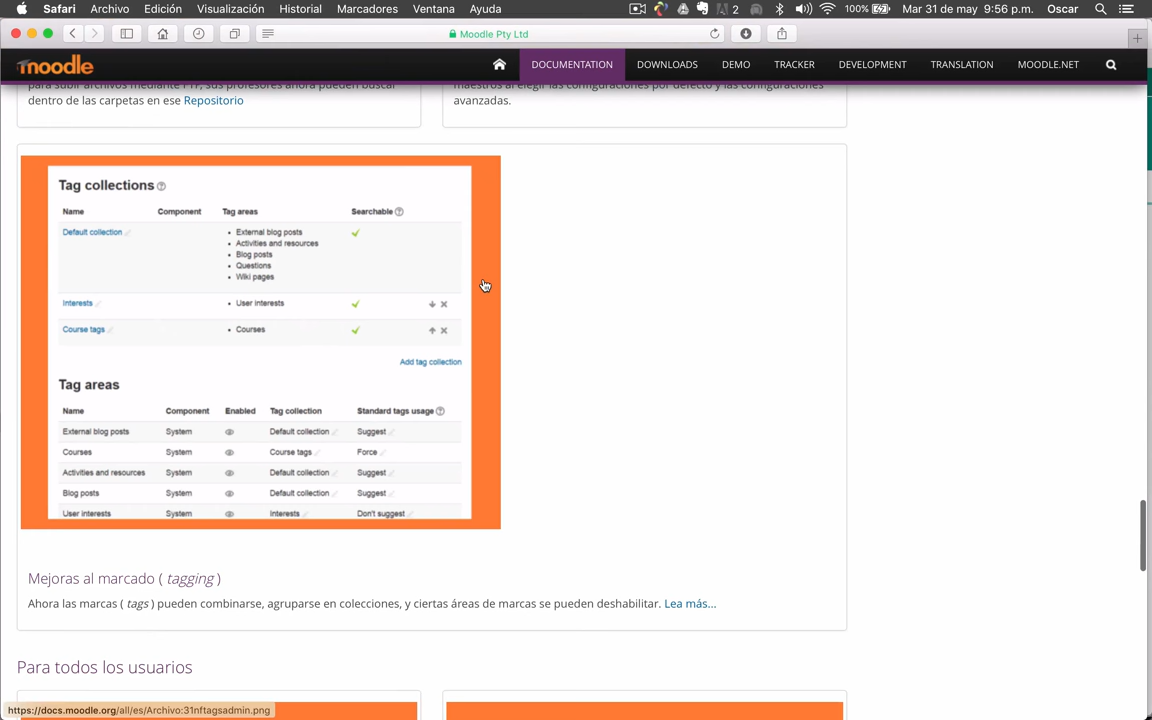 Safari Archivo Edición Visualización Historial Marcadores Ventana Ayuda 2 100% Mar 31 de may 9:56 p.m. Oscar
Moodle Pty Ltd
moodle DOCUMENTATION DOWNLOADS DEMO TRACKER DEVELOPMENT TRANSLATION MOODLE.NET
para subir archivos mediante FTP, sus profesores ahora pueden buscar
dentro de las carpetas en ese Repositorio
maestros al elegir las configuraciones por defecto y las configuraciones
avanzadas.
Tag collections
Name Component Tag areas Searchable
Default collection • External blog posts
• Activities and resources
• Blog posts
• Questions
• Wiki pages
Interests • User interests
Course tags • Courses
Add tag collection
Tag areas
Name Component Enabled Tag collection Standard tags usage
External blog posts System Default collection Suggest
Courses System Course tags Force
Activities and resources System Default collection Suggest
Blog posts System Default collection Suggest
User interests System Interests Don't suggest
Mejoras al marcado ( tagging )
Ahora las marcas ( tags ) pueden combinarse, agruparse en colecciones, y ciertas áreas de marcas se pueden deshabilitar. Lea más...
Para todos los usuarios
https://docs.moodle.org/all/es/Archivo:31nftagsadmin.png